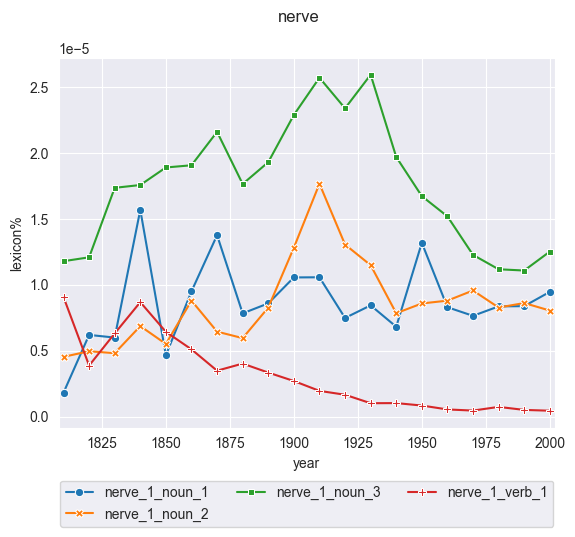 nerve
1e−5
2.5
2.0
1.5
1.0
0.5
0.0
lexicon%
1825 1850 1875 1900 1925 1950 1975 2000
year
nerve_1_noun_1 nerve_1_noun_3 nerve_1_verb_1
nerve_1_noun_2